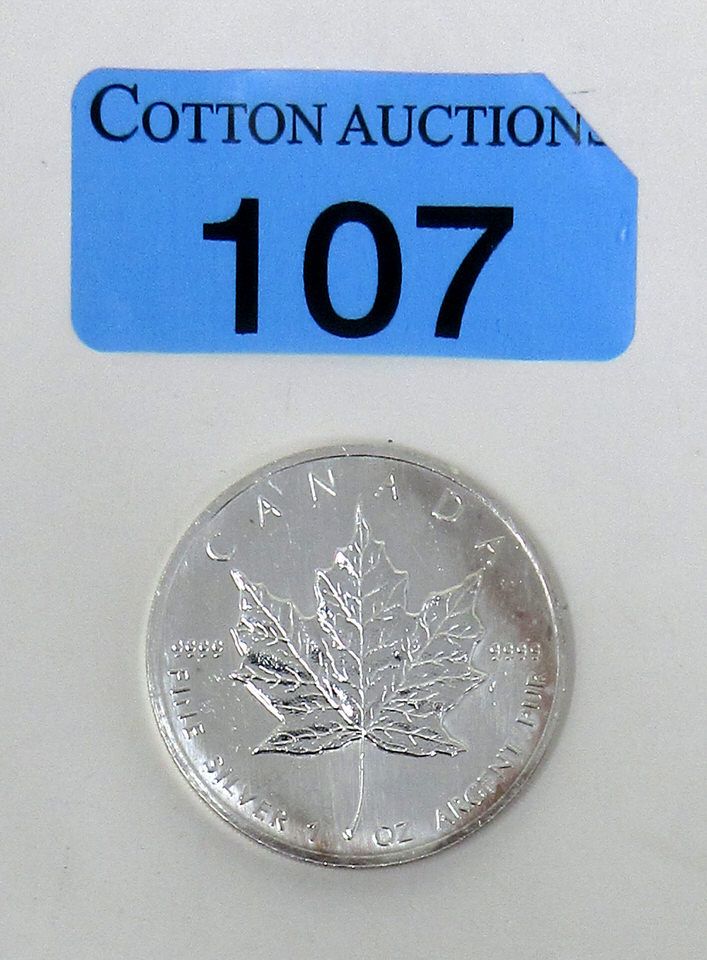 COTTON AUCTIONS
107
CANADA
9999 9999
FINE SILVER 1 OZ ARGENT PUR